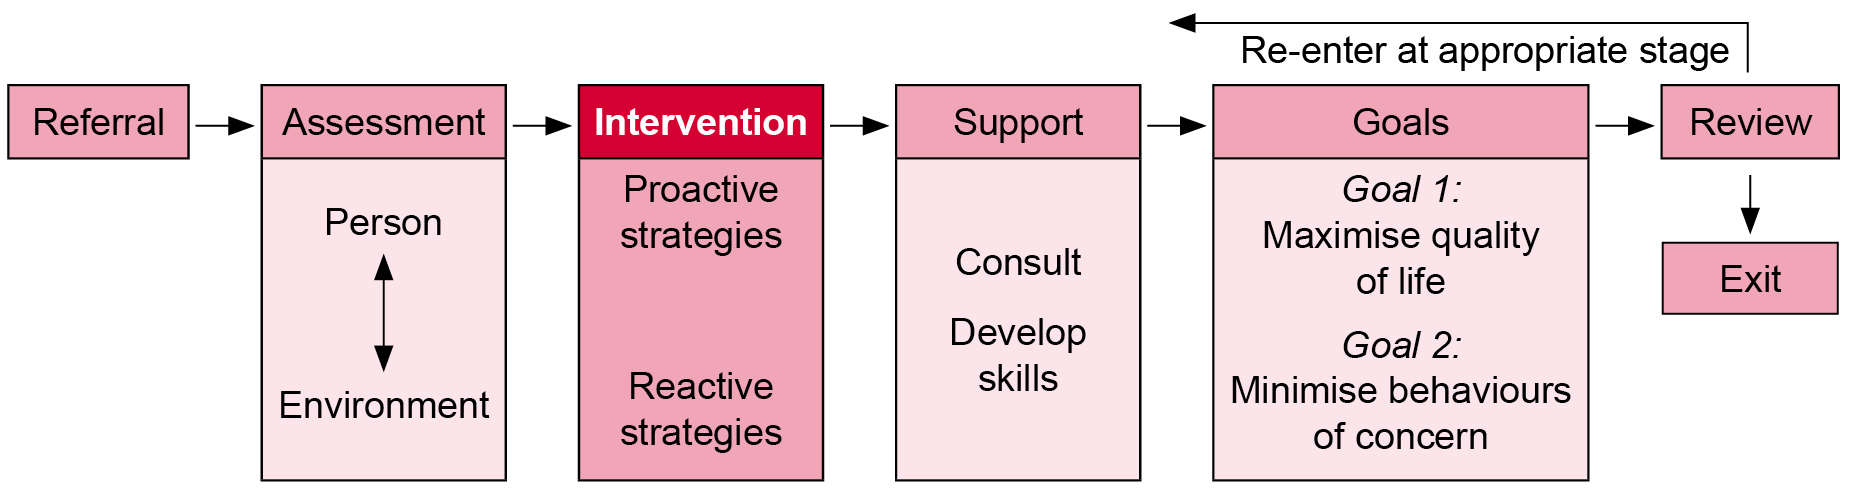 Re-enter at appropriate stage
Referral
Assessment
Person
Environment
Intervention
Proactive
strategies
Reactive
strategies
Support
Consult
Develop
skills
Goals
Goal 1:
Maximise quality
of life
Goal 2:
Minimise behaviours
of concern
Review
Exit